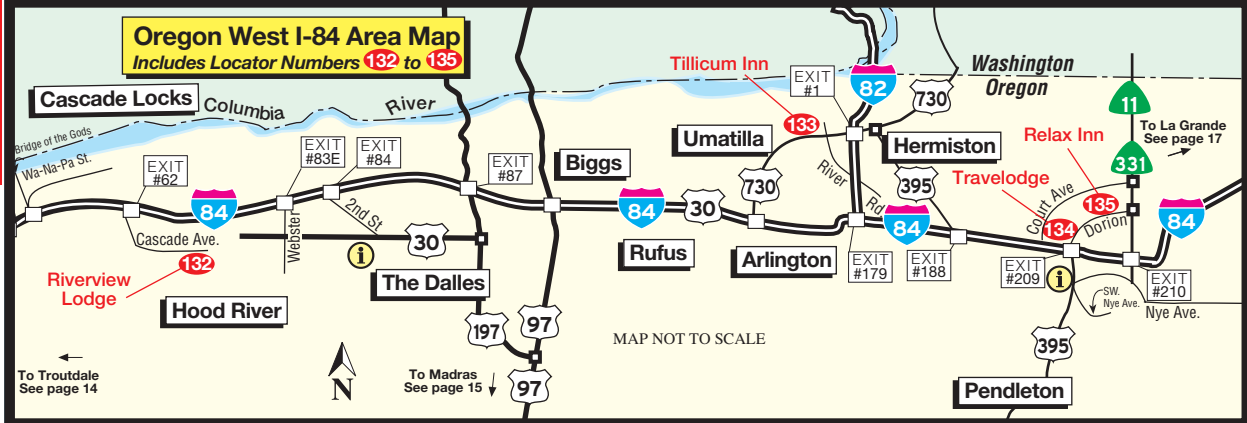 Oregon West I-84 Area Map
Includes Locator Numbers 132 to 135
Cascade Locks
Columbia River
Bridge of the Gods
Wa-Na-Pa St.
EXIT
#62
84
Cascade Ave.
132
Riverview
Lodge
Hood River
EXIT
#83E
EXIT
#84
Webster
2nd St
30
i
The Dalles
EXIT
#87
197
97
97
Biggs
84
30
Rufus
Arlington
Umatilla
730
Tillicum Inn
133
EXIT
#1
82
730
Washington
Oregon
Hermiston
395
River Rd
EXIT
#179
84
EXIT
#188
Travelodge
134
Relax Inn
135
Court Ave
Dorion
11
331
To La Grande
See page 17
84
EXIT
#209
i
EXIT
#210
SW.
Nye Ave.
Nye Ave.
395
Pendleton
MAP NOT TO SCALE
N
To Troutdale
See page 14
To Madras
See page 15